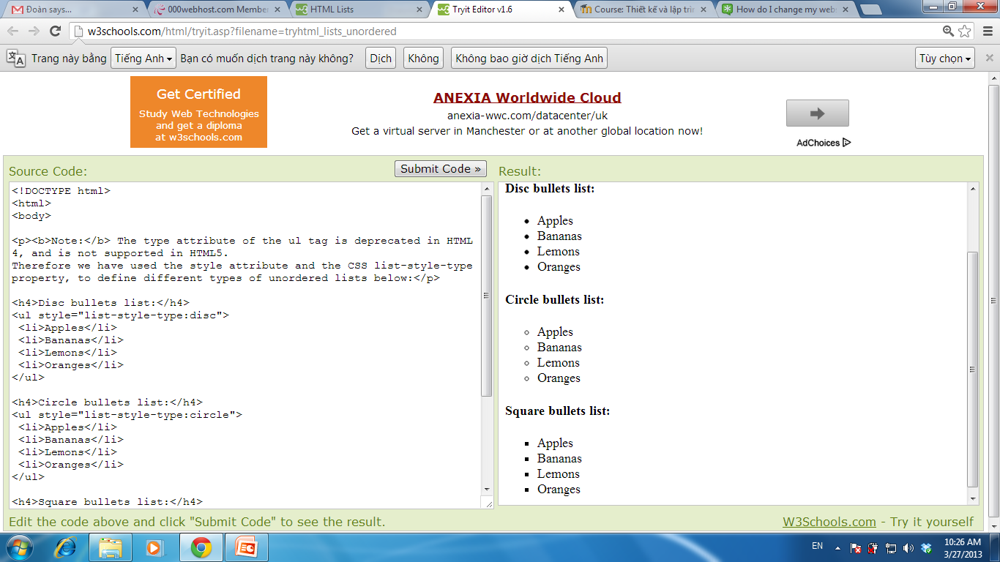 Đoàn says...
000webhost.com Member
HTML Lists
Tryit Editor v1.6
Course: Thiết kế và lập trìn
How do I change my web
w3schools.com/html/tryit.asp?filename=tryhtml_lists_unordered
Trang này bằng Tiếng Anh Bạn có muốn dịch trang này không? Dịch Không Không bao giờ dịch Tiếng Anh Tùy chọn
Get Certified
Study Web Technologies
and get a diploma
at w3schools.com
ANEXIA Worldwide Cloud
anexia-wwc.com/datacenter/uk
Get a virtual server in Manchester or at another global location now!
AdChoices
Source Code:
Submit Code »
<!DOCTYPE html>
<html>
<body>
<p><b>Note:</b> The type attribute of the ul tag is deprecated in HTML
4, and is not supported in HTML5.
Therefore we have used the style attribute and the CSS list-style-type
property, to define different types of unordered lists below:</p>
<h4>Disc bullets list:</h4>
<ul style="list-style-type:disc">
<li>Apples</li>
<li>Bananas</li>
<li>Lemons</li>
<li>Oranges</li>
</ul>
<h4>Circle bullets list:</h4>
<ul style="list-style-type:circle">
<li>Apples</li>
<li>Bananas</li>
<li>Lemons</li>
<li>Oranges</li>
</ul>
<h4>Square bullets list:</h4>
Result:
Disc bullets list:
Apples
Bananas
Lemons
Oranges
Circle bullets list:
Apples
Bananas
Lemons
Oranges
Square bullets list:
Apples
Bananas
Lemons
Oranges
Edit the code above and click "Submit Code" to see the result.
W3Schools.com - Try it yourself
EN
10:26 AM
3/27/2013